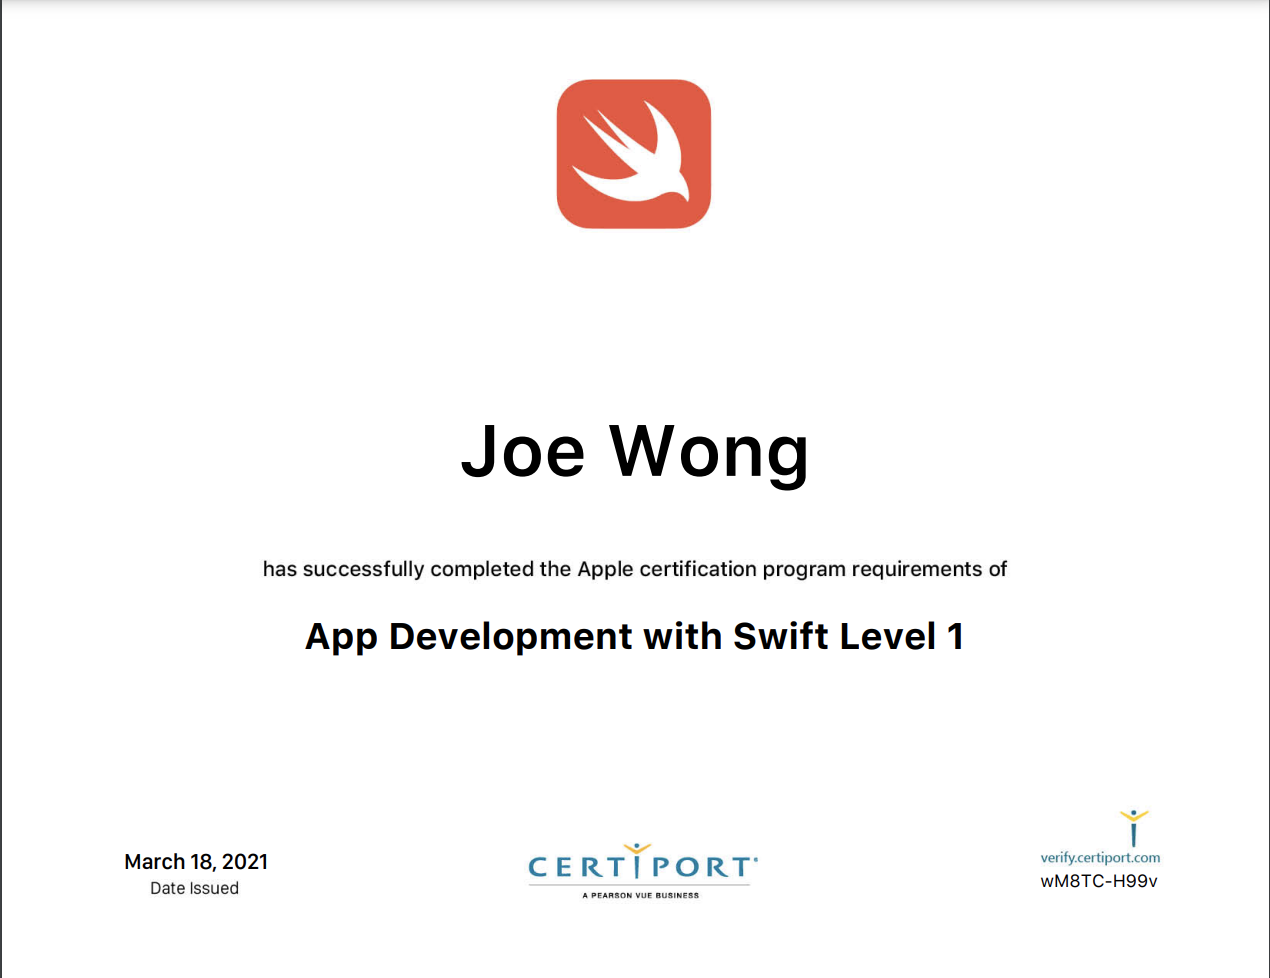 Joe Wong
has successfully completed the Apple certification program requirements of
App Development with Swift Level 1
March 18, 2021
Date Issued
CERTIPORT
A PEARSON VUE BUSINESS
verify.certiport.com
wM8TC-H99v